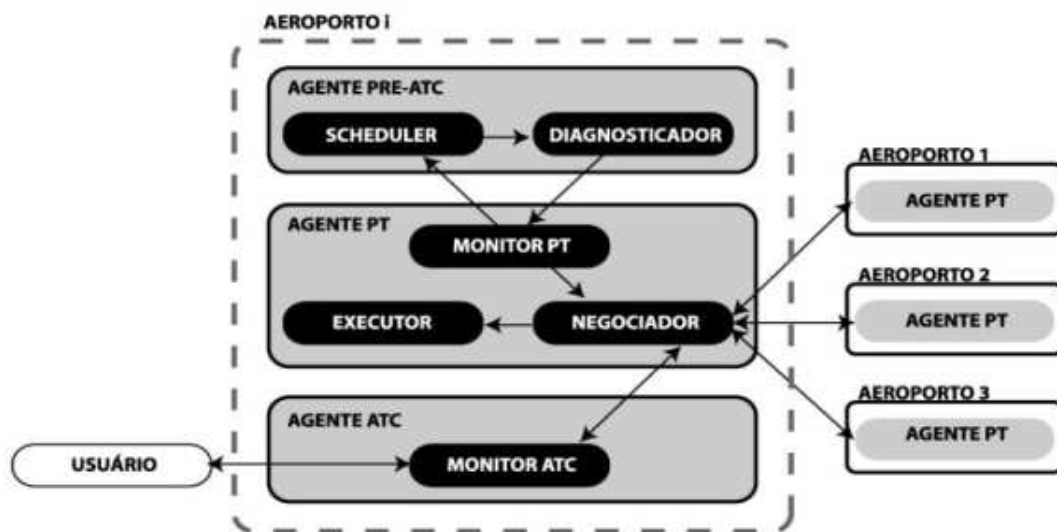 AEROPORTO i
AGENTE PRE-ATC
SCHEDULER
DIAGNOSTICADOR
AGENTE PT
MONITOR PT
EXECUTOR
NEGOCIADOR
AGENTE ATC
MONITOR ATC
USUÁRIO
AEROPORTO 1
AGENTE PT
AEROPORTO 2
AGENTE PT
AEROPORTO 3
AGENTE PT